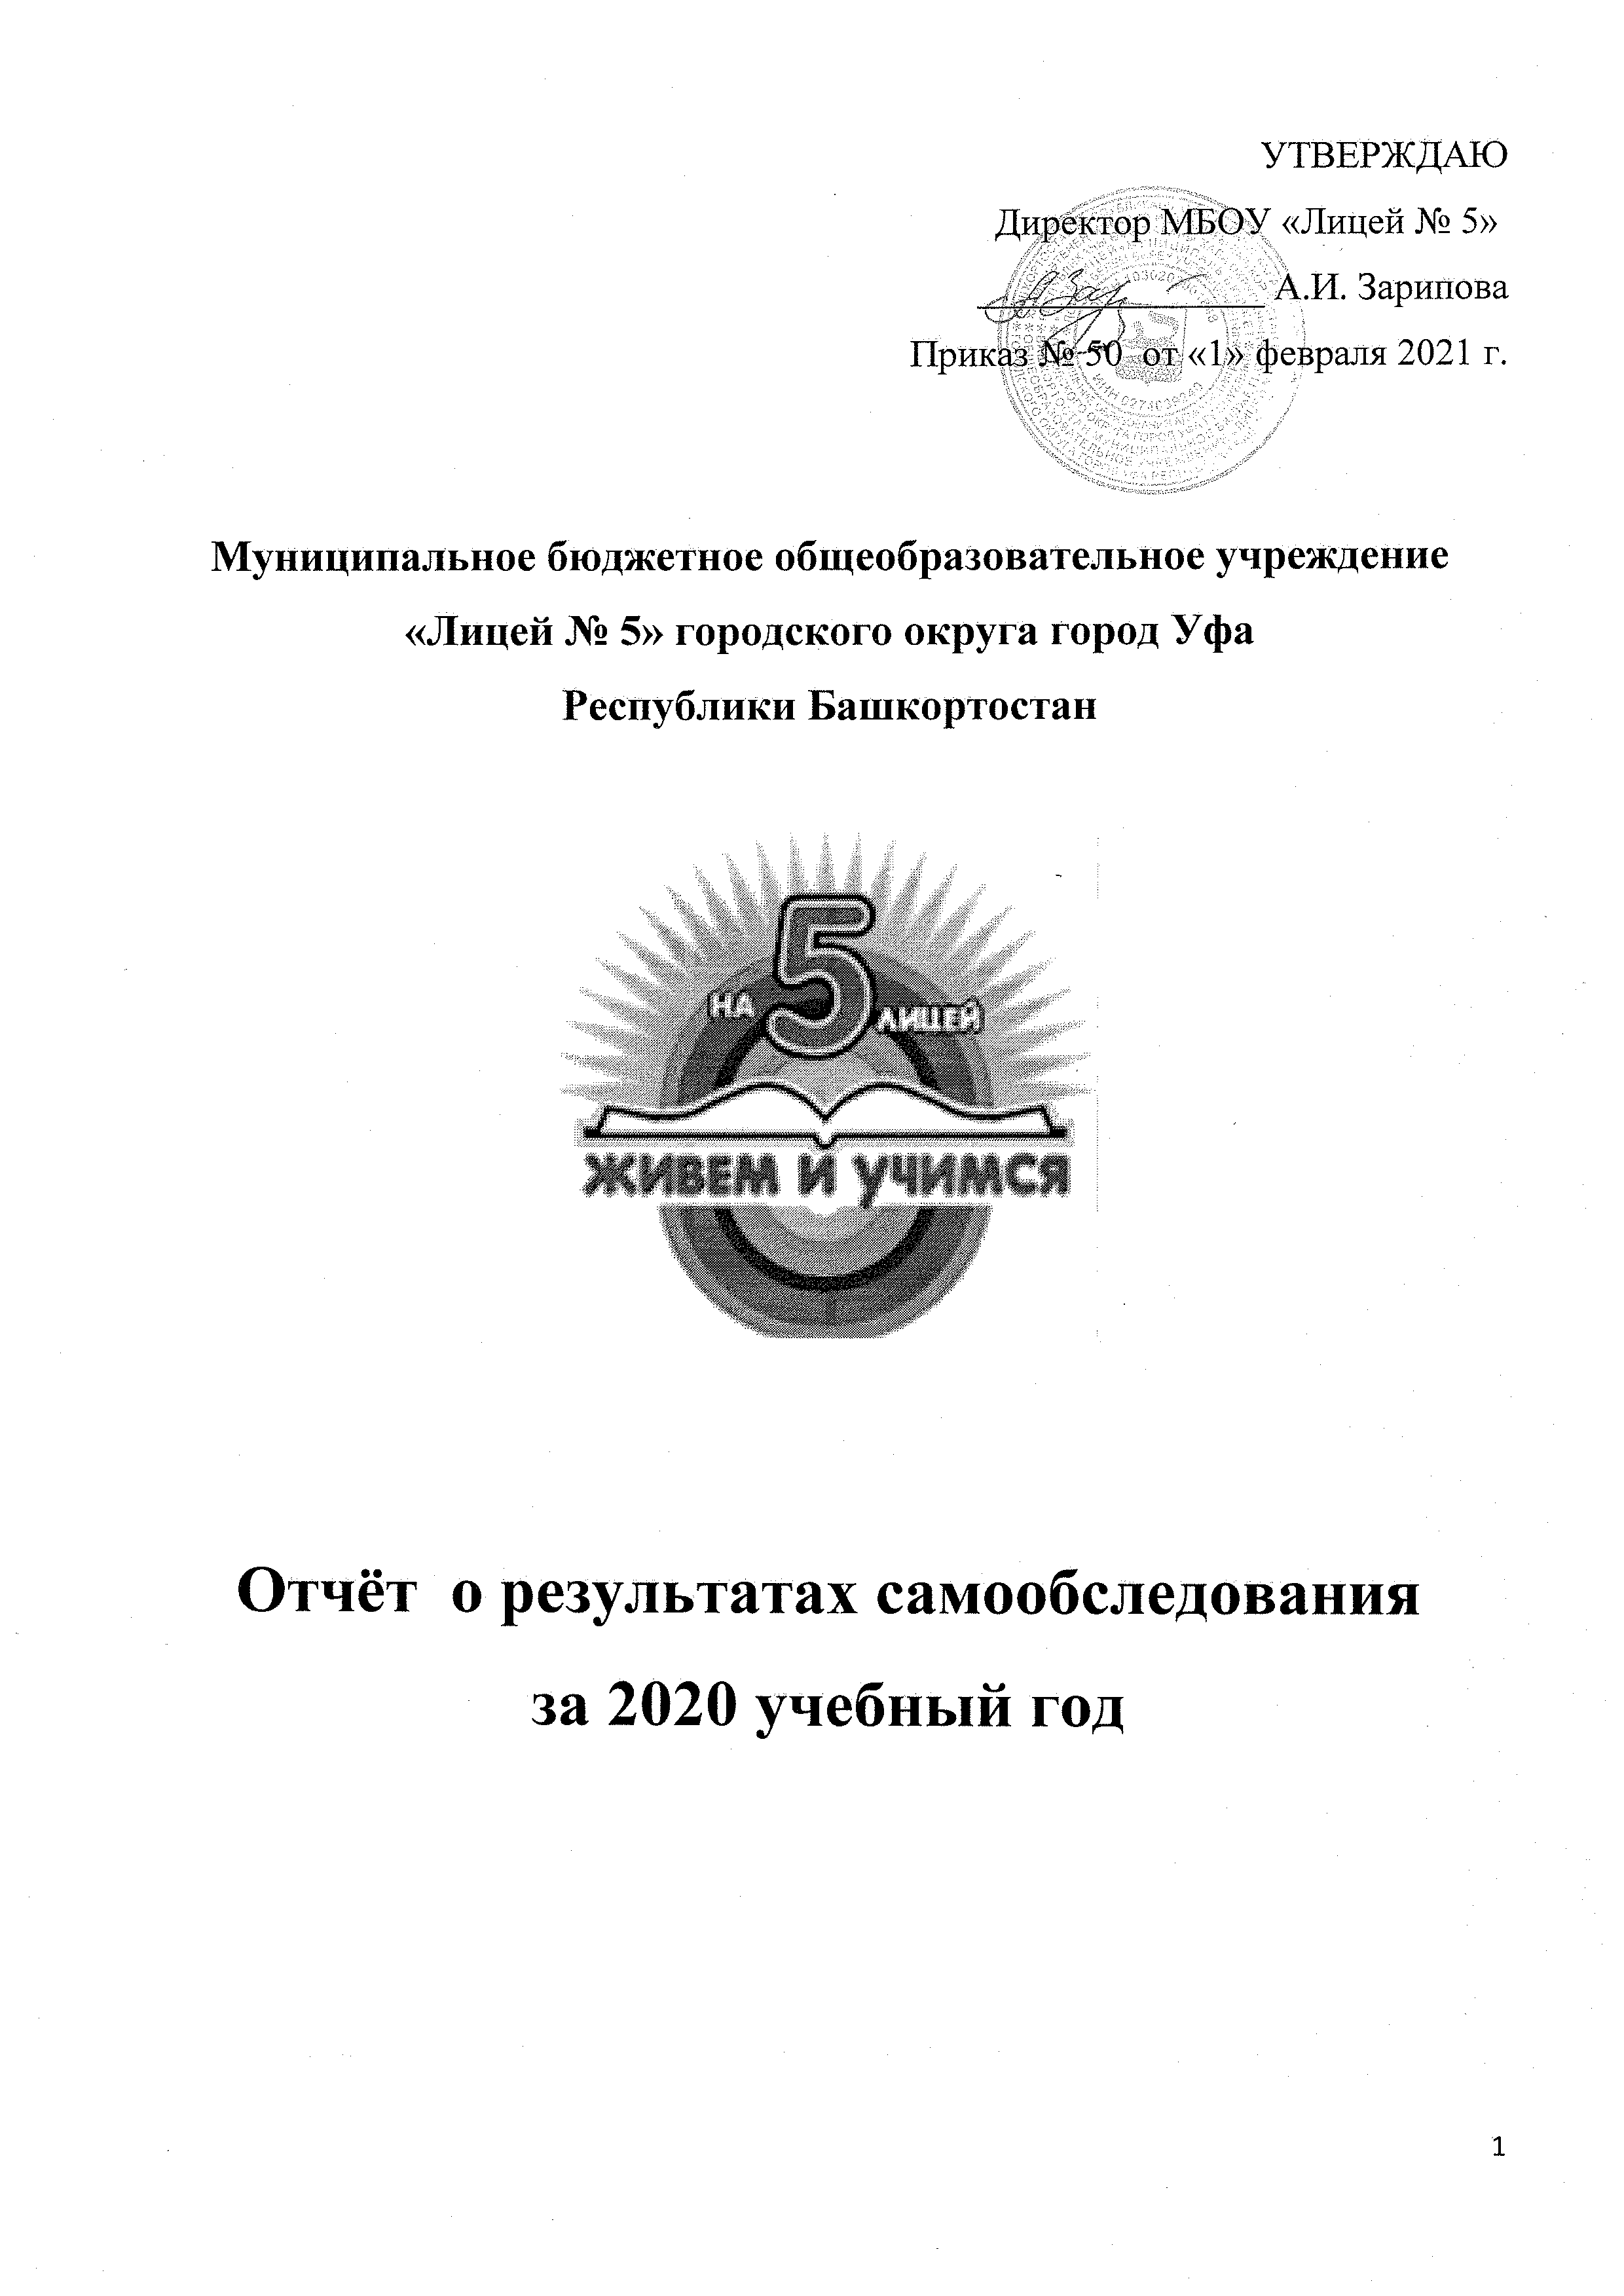 УТВЕРЖДАЮ
Директор МБОУ «Лицей № 5»
А.И. Зарипова
Приказ № 50 от «1» февраля 2021 г.
Муниципальное бюджетное общеобразовательное учреждение
«Лицей № 5» городского округа город Уфа
Республики Башкортостан
НА 5 ЛИЦЕЙ
ЖИВЕМ И УЧИМСЯ
Отчёт о результатах самообследования
за 2020 учебный год
1